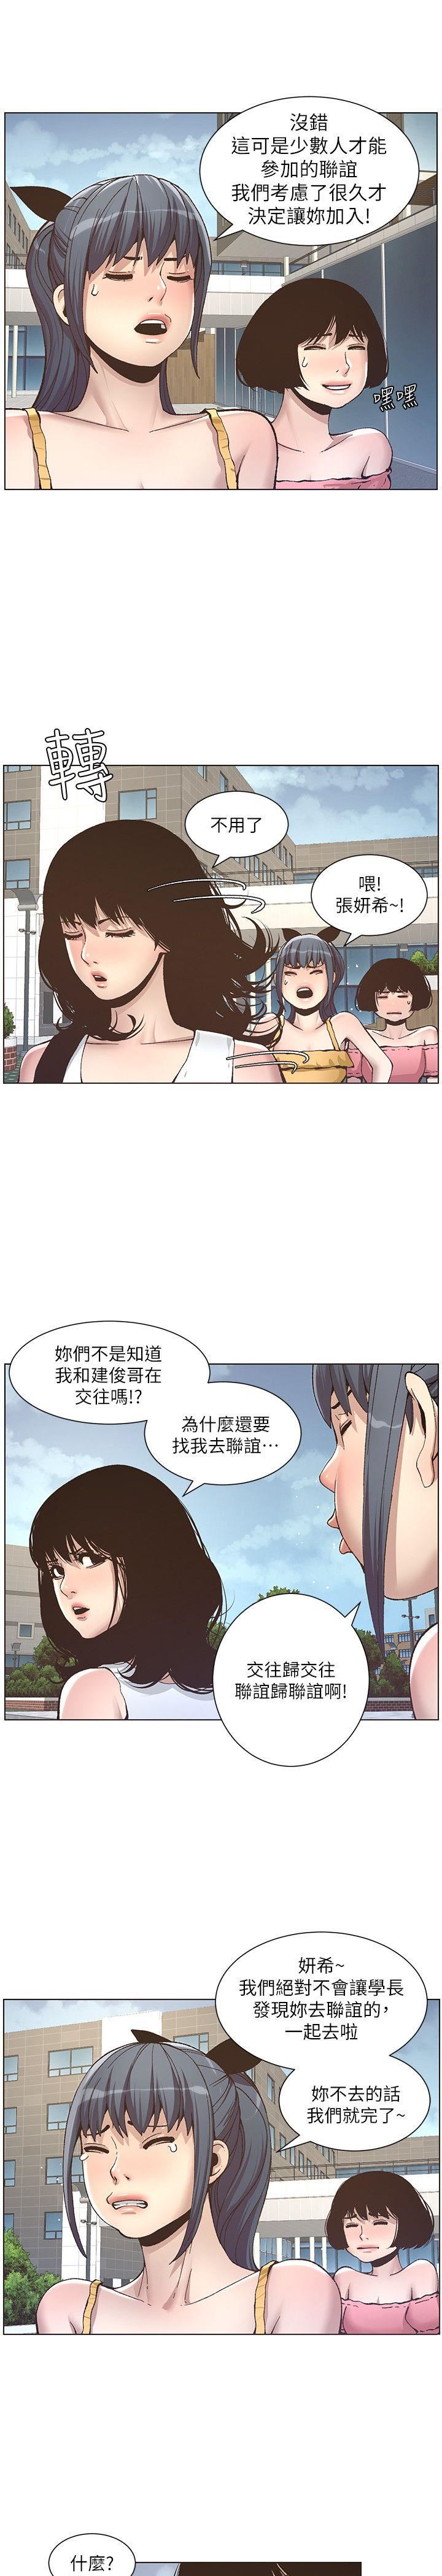 沒錯
這可是少數人才能
參加的聯誼
我們考慮了很久才
決定讓妳加入!
嘿嘿
轉
不用了
喂!
張妍希~!
妳們不是知道
我和建俊哥在
交往嗎!?
為什麼還要
找我去聯誼…
交往歸交往
聯誼歸聯誼啊!
妍希~
我們絕對不會讓學長
發現妳去聯誼的,
一起去啦
妳不去的話
我們就完了~
什麼?